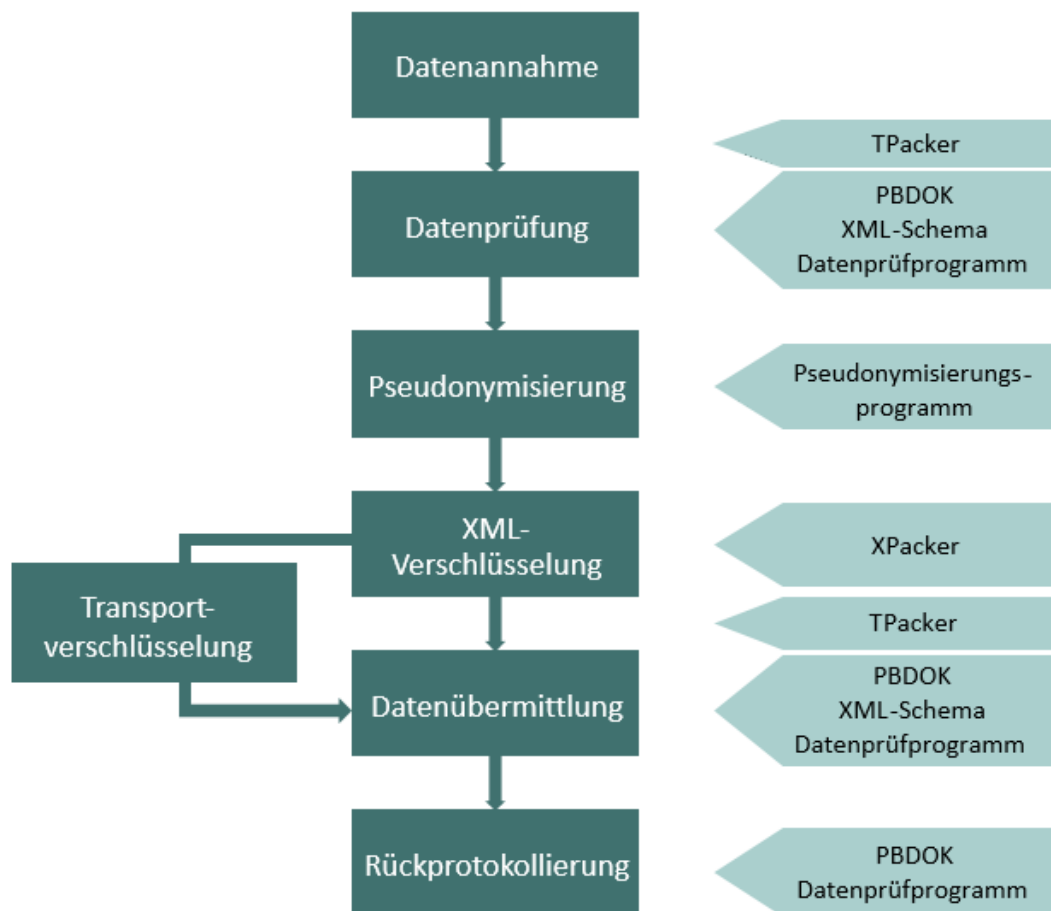 Datenannahme
TPacker
Datenprüfung
PBDOK
XML-Schema
Datenprüfprogramm
Pseudonymisierung
Pseudonymisierungs-
programm
XML-
Verschlüsselung
XPacker
Transport-
verschlüsselung
TPacker
Datenübermittlung
PBDOK
XML-Schema
Datenprüfprogramm
Rückprotokollierung
PBDOK
Datenprüfprogramm